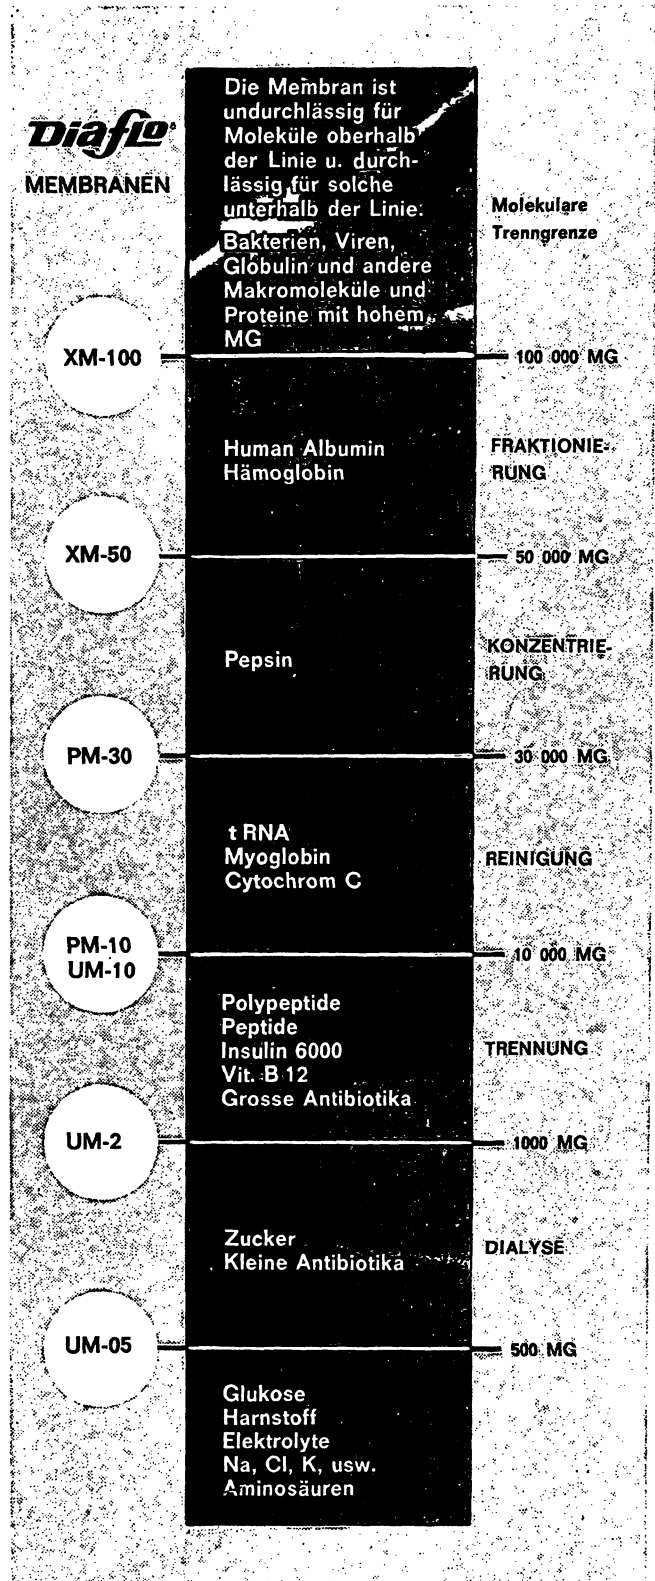 Diaflo
MEMBRANEN
Die Membran ist
undurchlässig für
Moleküle oberhalb
der Linie u. durch-
lässig für solche
unterhalb der Linie.
Molekulare
Trenngrenze
Bakterien, Viren,
Globulin und andere
Makromoleküle und
Proteine mit hohem
MG
XM-100
100 000 MG
Human Albumin
Hämoglobin
FRAKTIONIE-
RUNG
XM-50
50 000 MG
Pepsin
KONZENTRIE-
RUNG
PM-30
30 000 MG
t RNA
Myoglobin
Cytochrom C
REINIGUNG
PM-10
UM-10
10 000 MG
Polypeptide
Peptide
Insulin 6000
Vit. B 12
Grosse Antibiotika
TRENNUNG
UM-2
1000 MG
Zucker
Kleine Antibiotika
DIALYSE
UM-05
500 MG
Glukose
Harnstoff
Elektrolyte
Na, Cl, K, usw.
Aminosäuren